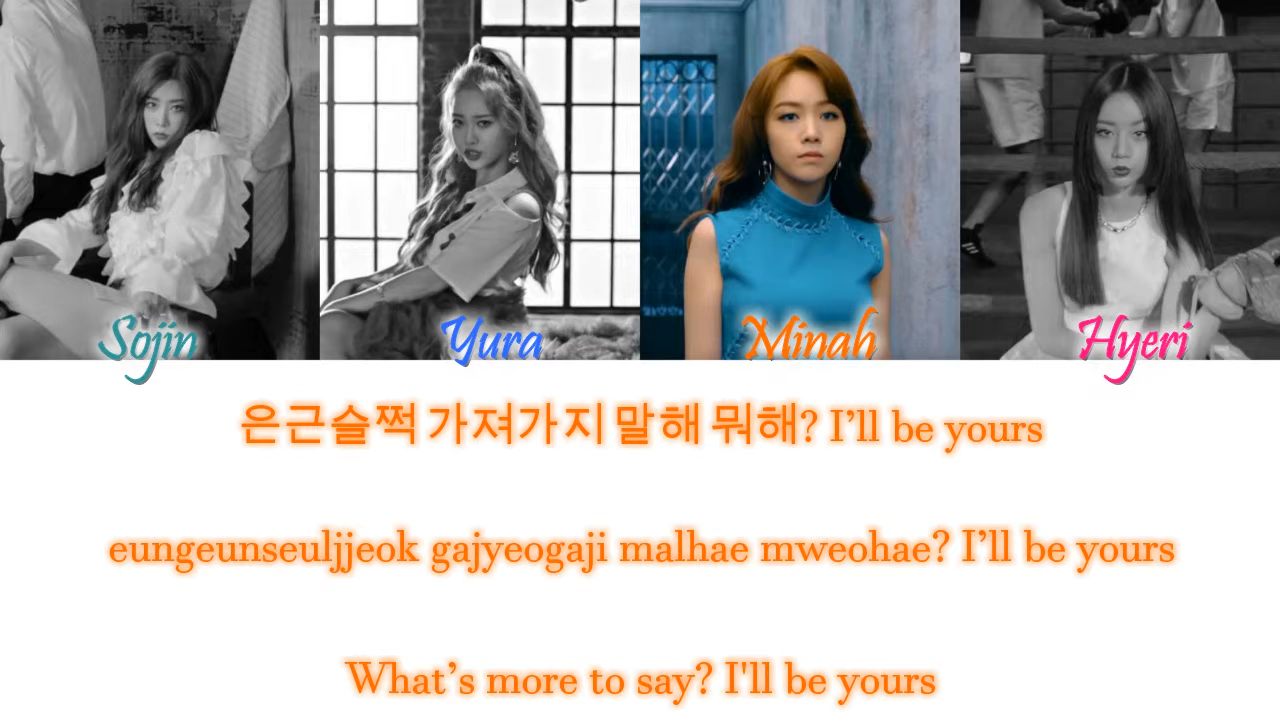 Sojin
Yura
Minah
Hyeri
은근슬쩍 가져가지 말해 뭐해? I’ll be yours
eungeunseuljjeok gajyeogaji malhae mweohae? I’ll be yours
What’s more to say? I'll be yours